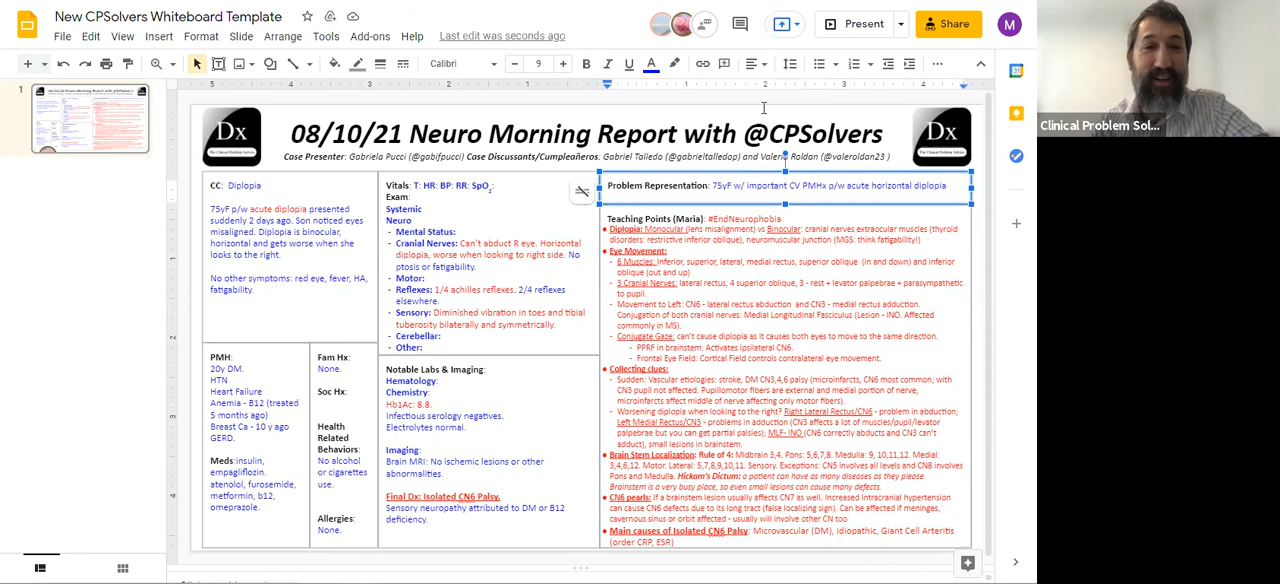 New CPSolvers Whiteboard Template
File Edit View Insert Format Slide Arrange Tools Add-ons Help Last edit was seconds ago
Present
Share
M
Calibri
9
1
Dx
The Clinical Problem Solvers
08/10/21 Neuro Morning Report with @CPSolvers
Case Presenter: Gabriela Pucci (@gabifpucci) Case Discussants/Cumpleañeros: Gabriel Talledo (@gabrieltalledop) and Valeria Roldan (@valeroldan23 )
Dx
The Clinical Problem Solvers
CC: Diplopia
75yF p/w acute diplopia presented
suddenly 2 days ago. Son noticed eyes
misaligned. Diplopia is binocular,
horizontal and gets worse when she
looks to the right.
No other symptoms: red eye, fever, HA,
fatigability.
PMH:
20y DM.
HTN
Heart Failure
Anemia - B12 (treated
5 months ago)
Breast Ca - 10 y ago
GERD.
Meds:insulin,
empagliflozin.
atenolol, furosemide,
metformin, b12,
omeprazole.
Fam Hx:
None.
Soc Hx:
Health
Related
Behaviors:
No alcohol
or cigarettes
use.
Allergies:
None.
Vitals: T: HR: BP: RR: SpO2:
Exam:
Systemic
Neuro
- Mental Status:
- Cranial Nerves: Can't abduct R eye. Horizontal
diplopia, worse when looking to right side. No
ptosis or fatigability.
- Motor:
- Reflexes: 1/4 achilles reflexes. 2/4 reflexes
elsewhere.
- Sensory: Diminished vibration in toes and tibial
tuberosity bilaterally and symmetrically.
- Cerebellar:
- Other:
Notable Labs & Imaging:
Hematology:
Chemistry:
Hb1Ac: 8.8.
Infectious serology negatives.
Electrolytes normal.
Imaging:
Brain MRI: No ischemic lesions or other
abnormalities.
Final Dx: Isolated CN6 Palsy.
Sensory neuropathy attributed to DM or B12
deficiency.
Problem Representation: 75yF w/ Important CV PMHx p/w acute horizontal diplopia
Teaching Points (Maria): #EndNeurophobia
● Diplopia: Monocular (lens misalignment) vs Binocular: cranial nerves extraocular muscles (thyroid
disorders: restrictive inferior oblique), neuromuscular junction (MGS: think fatigability!)
● Eye Movement:
- 6 Muscles: Inferior, superior, lateral, medial rectus, superior oblique (in and down) and inferior
oblique (out and up)
- 3 Cranial Nerves: lateral rectus, 4 superior oblique, 3 - rest + levator palpebrae + parasympathetic
to pupil.
- Movement to Left: CN6 - lateral rectus abduction and CN3 - medial rectus adduction.
Conjugation of both cranial nerves: Medial Longitudinal Fasciculus (Lesion - INO. Affected
commonly in MS).
- Conjugate Gaze: can't cause diplopia as it causes both eyes to move to the same direction.
- PPRF in brainstem: Activates ipsilateral CN6.
- Frontal Eye Field: Cortical Field controls contralateral eye movement.
● Collecting clues:
- Sudden: Vascular etiologies: stroke, DM CN3,4,6 palsy (microinfarcts, CN6 most common; with
CN3 pupil not affected. Pupillomotor fibers are external and medial portion of nerve,
microinfarcts affect middle of nerve affecting only motor fibers).
- Worsening diplopia when looking to the right? Right Lateral Rectus/CN6 - problem in abduction;
Left Medial Rectus/CN3 - problems in adduction (CN3 affects a lot of muscles/pupil/levator
palpebrae but you can get partial palsies); MLF- INO (CN6 correctly abducts and CN3 can't
adduct), small lesions in brainstem.
● Brain Stem Localization: Rule of 4: Midbrain 3,4. Pons: 5,6,7,8. Medulla: 9, 10,11,12. Medial:
3,4,6,12. Motor. Lateral: 5,7,8,9,10,11. Sensory. Exceptions: CN5 involves all levels and CN8 involves
Pons and Medulla. Hickam's Dictum: a patient can have as many diseases as they please.
Brainstem is a very busy place, so even small lesions can cause many defects.
● CN6 pearls: if a brainstem lesion usually affects CN7 as well. Increased Intracranial hypertension
can cause CN6 defects due to its long tract (false localizing sign). Can be affected if meninges,
cavernous sinus or orbit affected - usually will involve other CN too
● Main causes of Isolated CN6 Palsy: Microvascular (DM), Idiopathic, Giant Cell Arteritis
(order CRP, ESR)
Clinical Problem Sol...